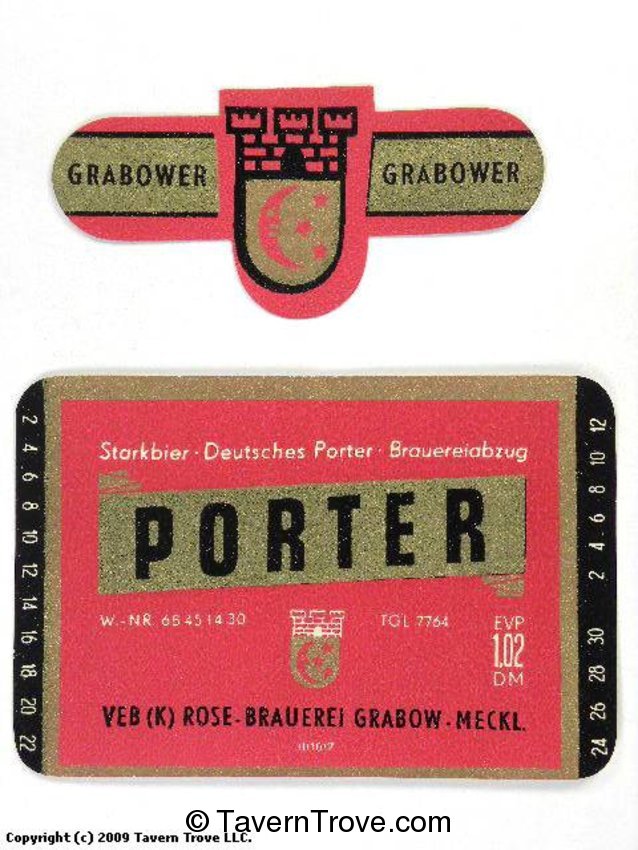 GRABOWER GRABOWER
Starkbier · Deutsches Porter · Brauereiabzug
PORTER
W.-NR. 68 45 14 30 TGL 7764 EVP
1.02
DM
VEB (K) ROSE-BRAUEREI GRABOW-MECKL.
2 4 6 8 10 12 14 16 18 20 22
24 26 28 30 2 4 6 8 10 12
© TavernTrove.com
Copyright (c) 2009 Tavern Trove LLC.